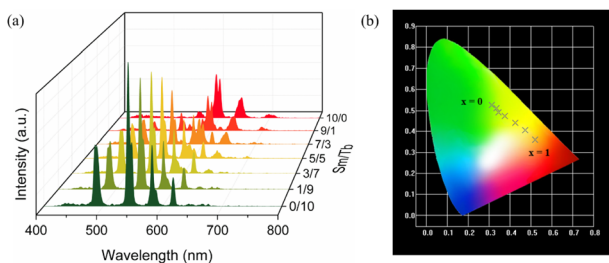 (a)
Intensity (a.u.)
10/0
9/1
7/3
5/5
3/7
1/9
0/10
Sm/Tb
400 500 600 700 800
Wavelength (nm)
(b)
0.9
0.8
0.7
0.6
0.5
0.4
0.3
0.2
0.1
0.0
x = 0
x = 1
0.0 0.1 0.2 0.3 0.4 0.5 0.6 0.7 0.8